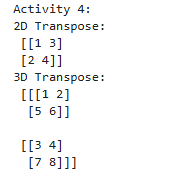 Activity 4:
2D Transpose:
 [[1 3]
 [2 4]]
3D Transpose:
 [[[1 2]
  [5 6]]

 [[3 4]
  [7 8]]]